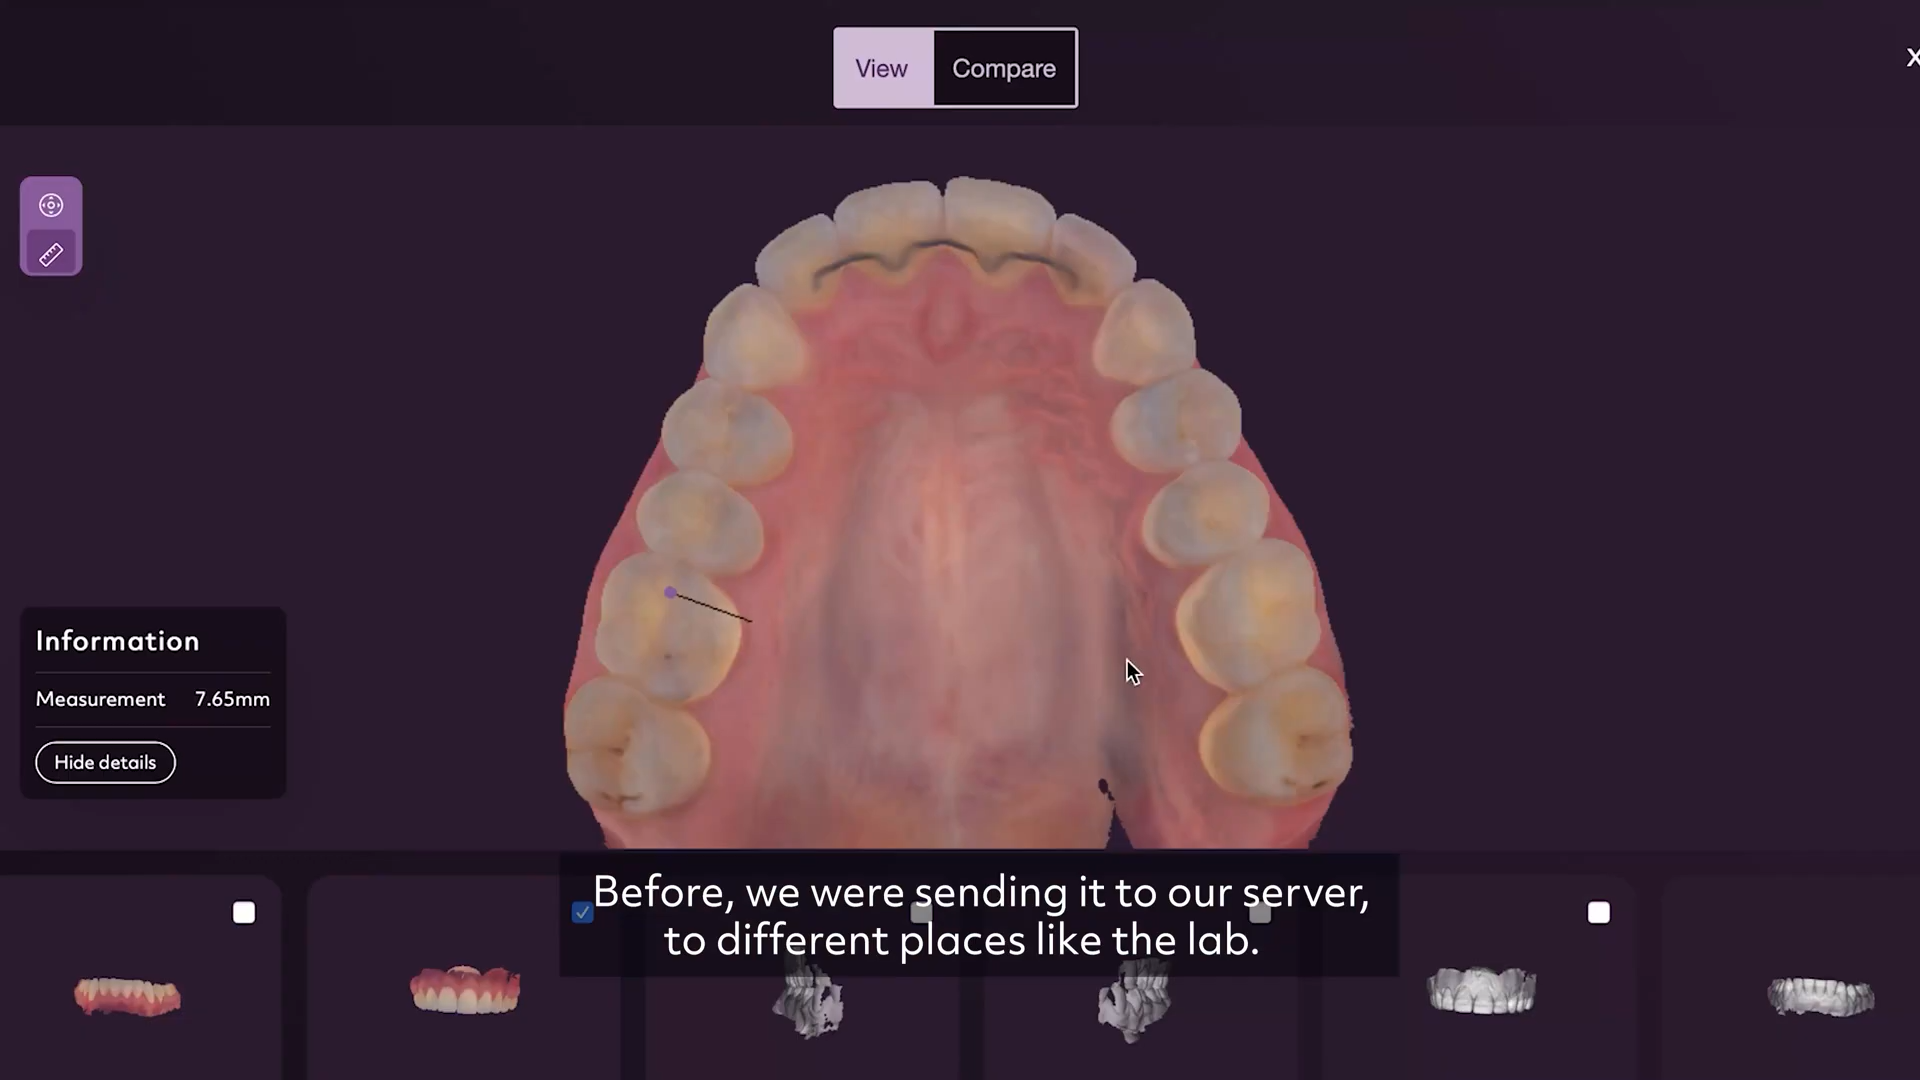 View
Compare
X
Information
Measurement 7.65mm
Hide details
Before, we were sending it to our server,
to different places like the lab.